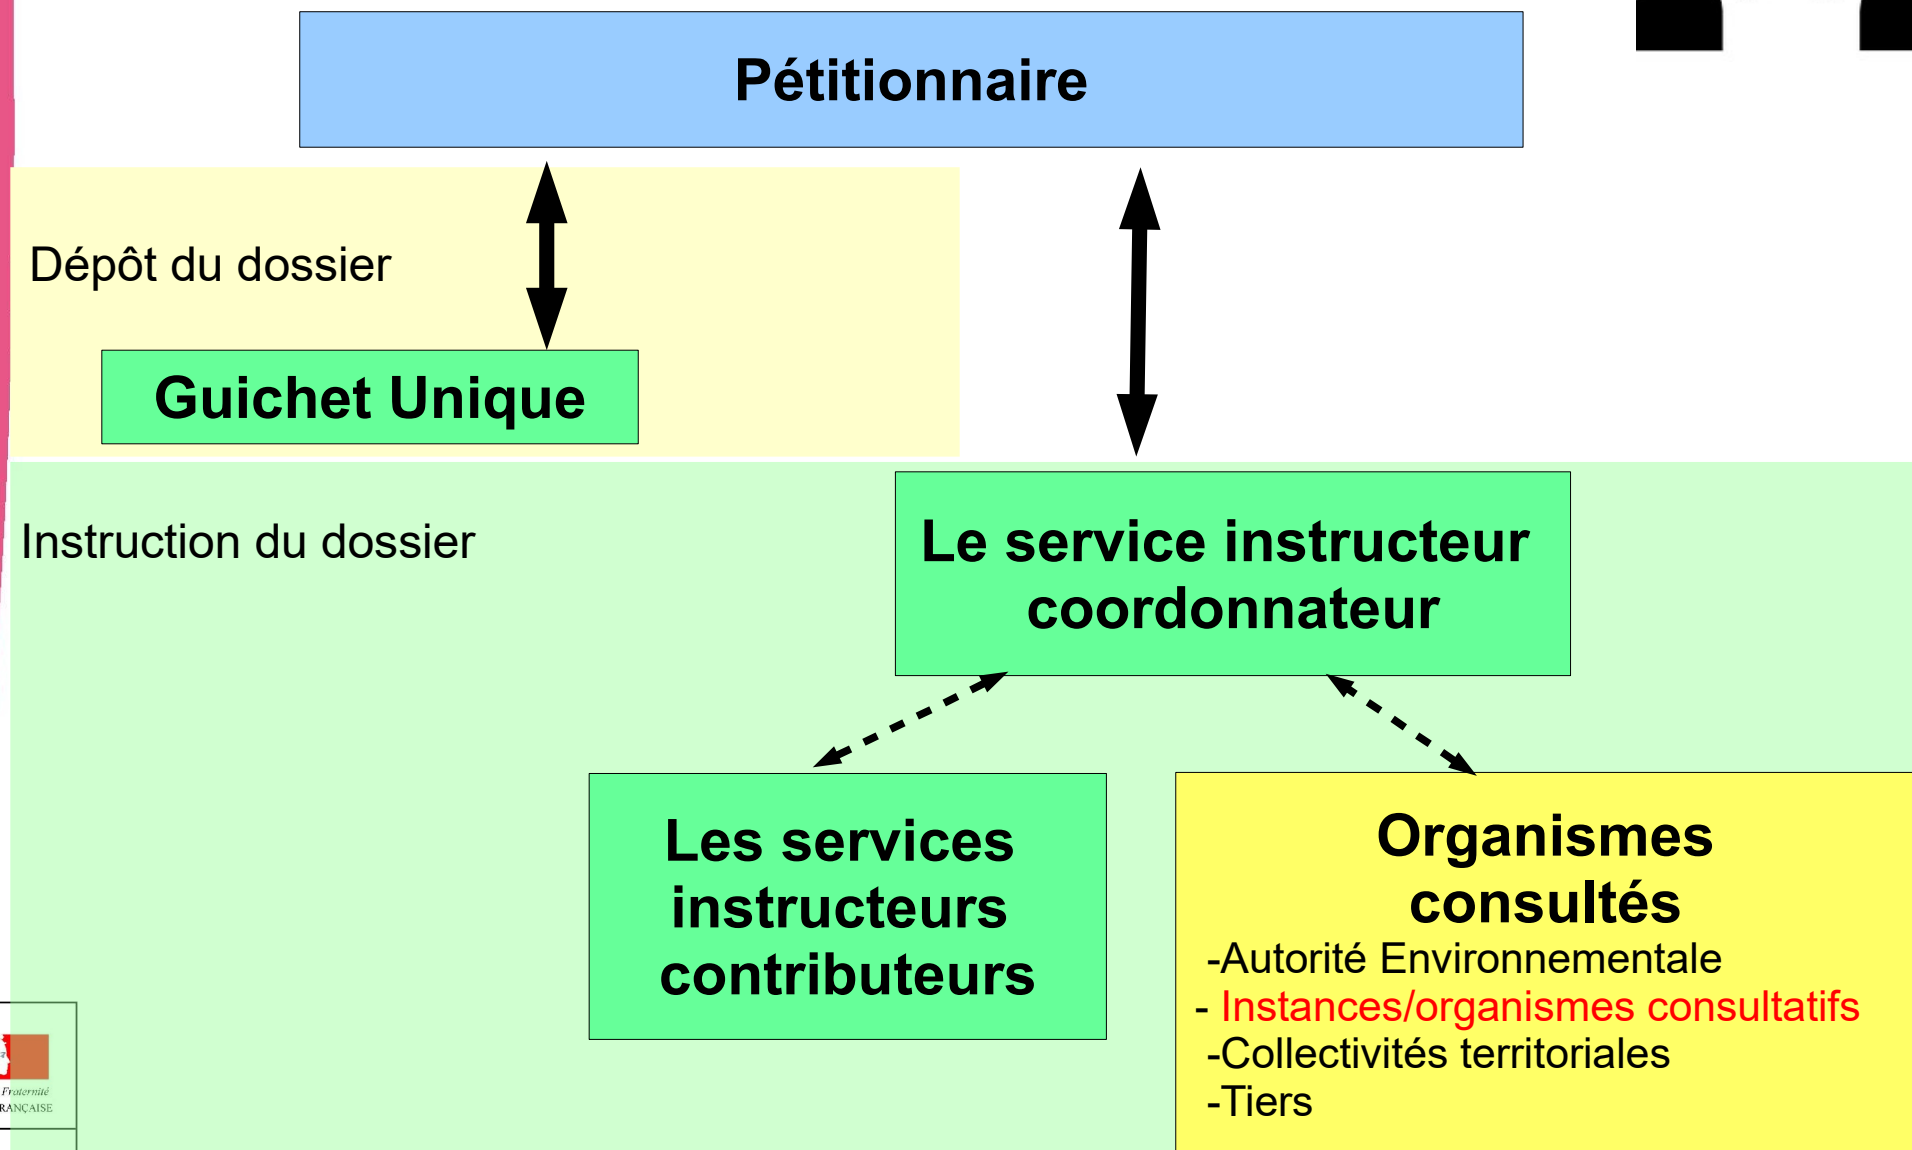 Pétitionnaire
Dépôt du dossier
Guichet Unique
Instruction du dossier
Le service instructeur
coordonnateur
Les services
instructeurs
contributeurs
Organismes
consultés
-Autorité Environnementale
- Instances/organismes consultatifs
-Collectivités territoriales
-Tiers
Fraternité
RANÇAISE